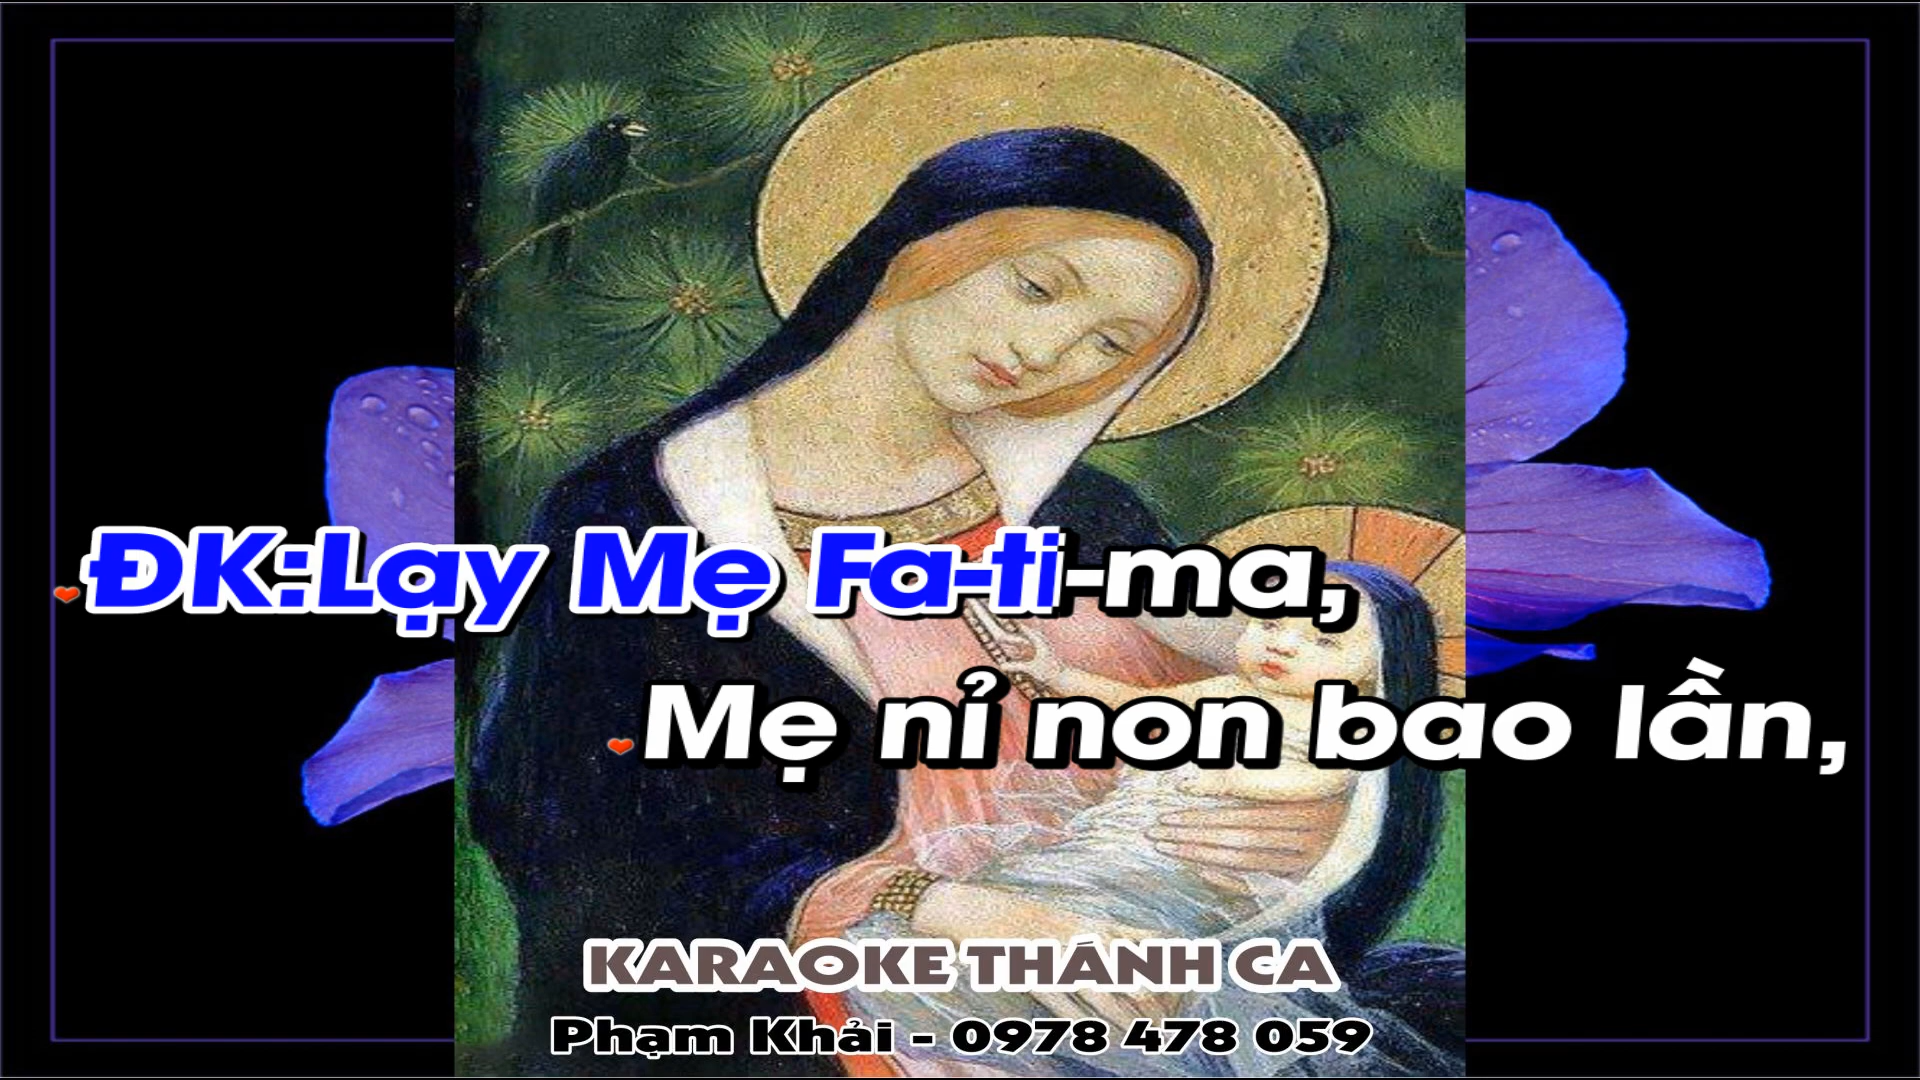 ĐK:Lạy Mẹ Fa-ti-ma,
Mẹ nỉ non bao lần,
KARAOKE THÁNH CA
Phạm Khải - 0978 478 059